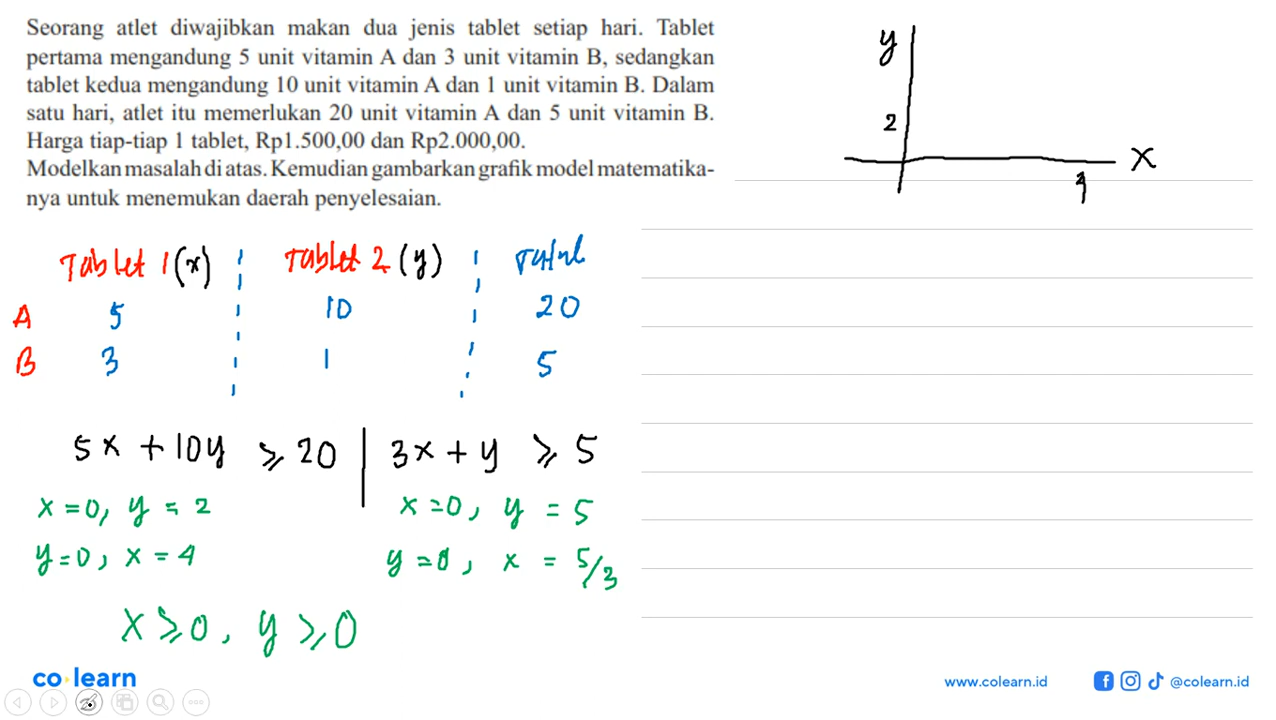 Seorang atlet diwajibkan makan dua jenis tablet setiap hari. Tablet
pertama mengandung 5 unit vitamin A dan 3 unit vitamin B, sedangkan
tablet kedua mengandung 10 unit vitamin A dan 1 unit vitamin B. Dalam
satu hari, atlet itu memerlukan 20 unit vitamin A dan 5 unit vitamin B.
Harga tiap-tiap 1 tablet, Rp1.500,00 dan Rp2.000,00.
Modelkan masalah di atas. Kemudian gambarkan grafik model matematika-
nya untuk menemukan daerah penyelesaian.
Tablet 1 (x) Tablet 2 (y) Total
A 5 10 20
B 3 1 5
5x + 10y ≥ 20 | 3x + y ≥ 5
x = 0, y = 2 x = 0, y = 5
y = 0, x = 4 y = 0, x = 5/3
x ≥ 0, y ≥ 0
y
2
x
4
co·learn
www.colearn.id
@colearn.id